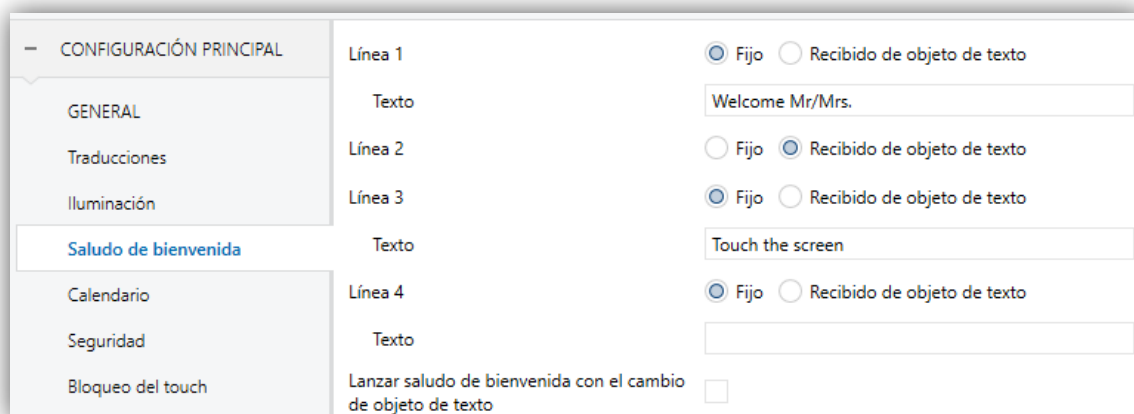 CONFIGURACIÓN PRINCIPAL
GENERAL
Traducciones
Iluminación
Saludo de bienvenida
Calendario
Seguridad
Bloqueo del touch
Línea 1 Fijo Recibido de objeto de texto
Texto Welcome Mr/Mrs.
Línea 2 Fijo Recibido de objeto de texto
Línea 3 Fijo Recibido de objeto de texto
Texto Touch the screen
Línea 4 Fijo Recibido de objeto de texto
Texto
Lanzar saludo de bienvenida con el cambio
de objeto de texto